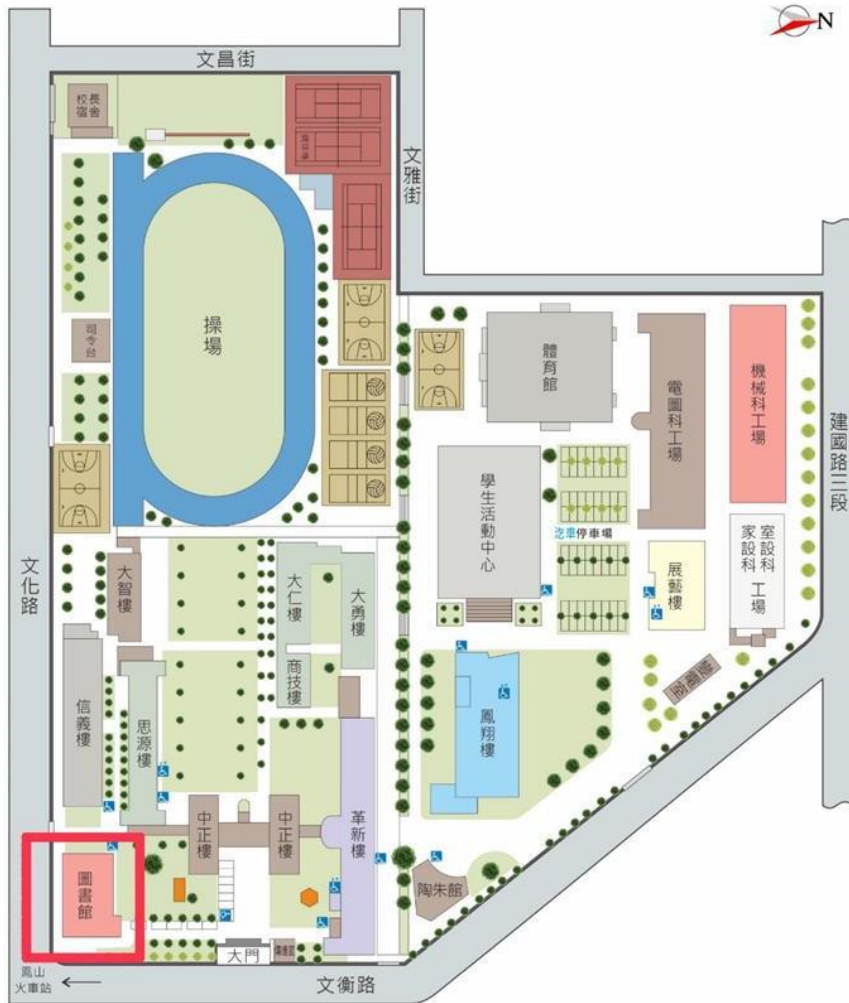 N
文昌街
校長宿舍
文雅街
操場
司令台
體育館
電圖科工場
機械科工場
建國路三段
學生活動中心
汽車停車場
文化路
大智樓
大仁樓
大勇樓
展藝樓
室設科
家設科
工場
商技樓
變電室
信義樓
思源樓
鳳翔樓
中正樓
中正樓
革新樓
圖書館
陶朱館
大門
鳳山
火車站
文衡路